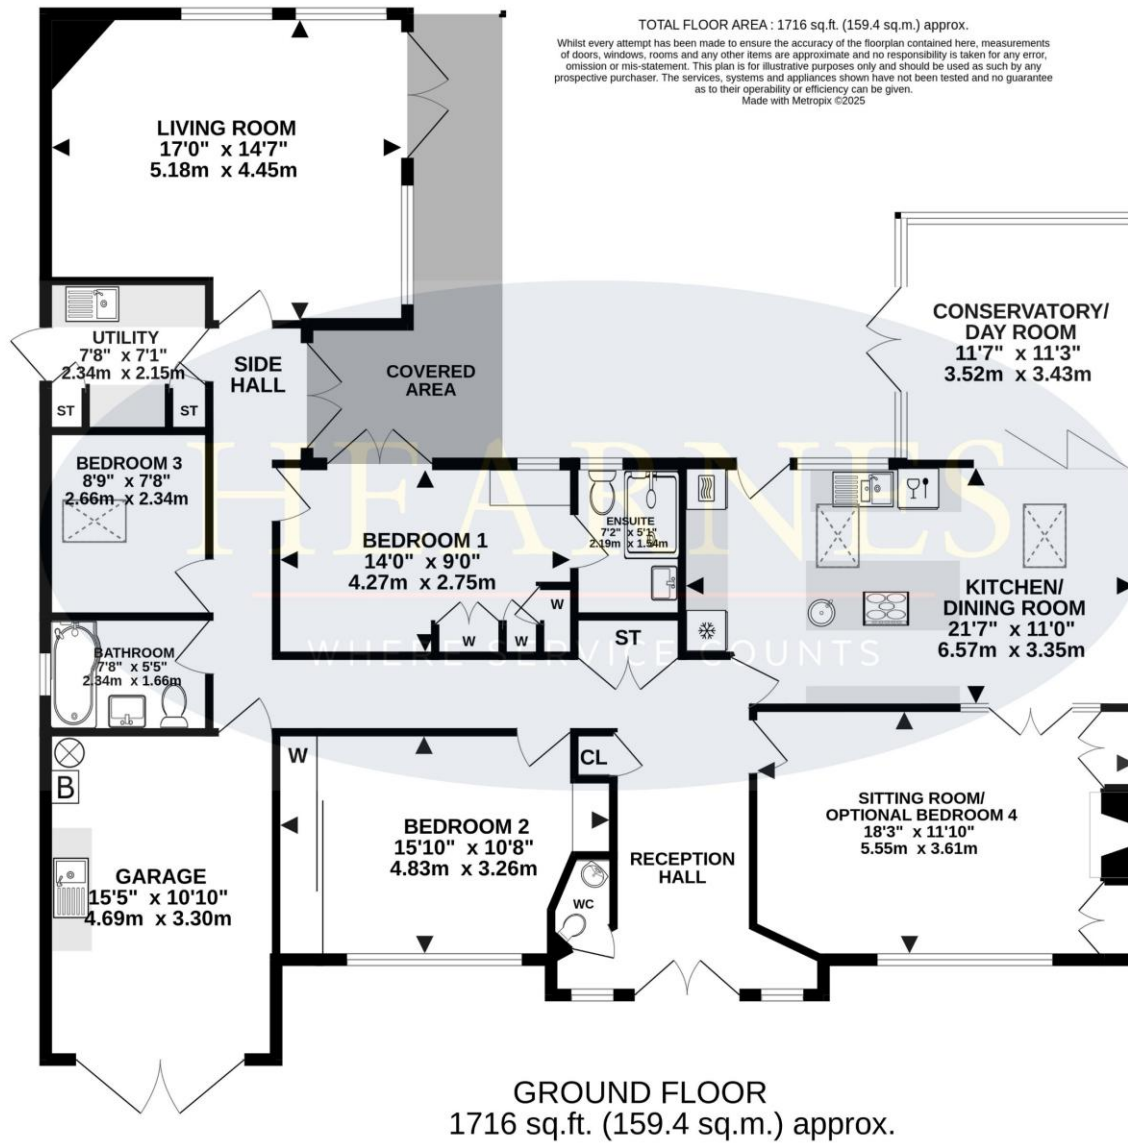 TOTAL FLOOR AREA : 1716 sq.ft. (159.4 sq.m.) approx.
Whilst every attempt has been made to ensure the accuracy of the floorplan contained here, measurements
of doors, windows, rooms and any other items are approximate and no responsibility is taken for any error,
omission or mis-statement. This plan is for illustrative purposes only and should be used as such by any
prospective purchaser. The services, systems and appliances shown have not been tested and no guarantee
as to their operability or efficiency can be given.
Made with Metropix ©2025
LIVING ROOM
17'0" x 14'7"
5.18m x 4.45m
CONSERVATORY/
DAY ROOM
11'7" x 11'3"
3.52m x 3.43m
UTILITY
7'8" x 7'1"
2.34m x 2.15m
ST
ST
SIDE
HALL
COVERED
AREA
HEARNES
WHERE SERVICE COUNTS
BEDROOM 3
8'9" x 7'8"
2.66m x 2.34m
BEDROOM 1
14'0" x 9'0"
4.27m x 2.75m
W
W
W
ENSUITE
7'2" x 5'1"
2.19m x 1.54m
KITCHEN/
DINING ROOM
21'7" x 11'0"
6.57m x 3.35m
ST
BATHROOM
7'8" x 5'5"
2.34m x 1.66m
B
GARAGE
15'5" x 10'10"
4.69m x 3.30m
W
BEDROOM 2
15'10" x 10'8"
4.83m x 3.26m
CL
WC
RECEPTION
HALL
SITTING ROOM/
OPTIONAL BEDROOM 4
18'3" x 11'10"
5.55m x 3.61m
GROUND FLOOR
1716 sq.ft. (159.4 sq.m.) approx.